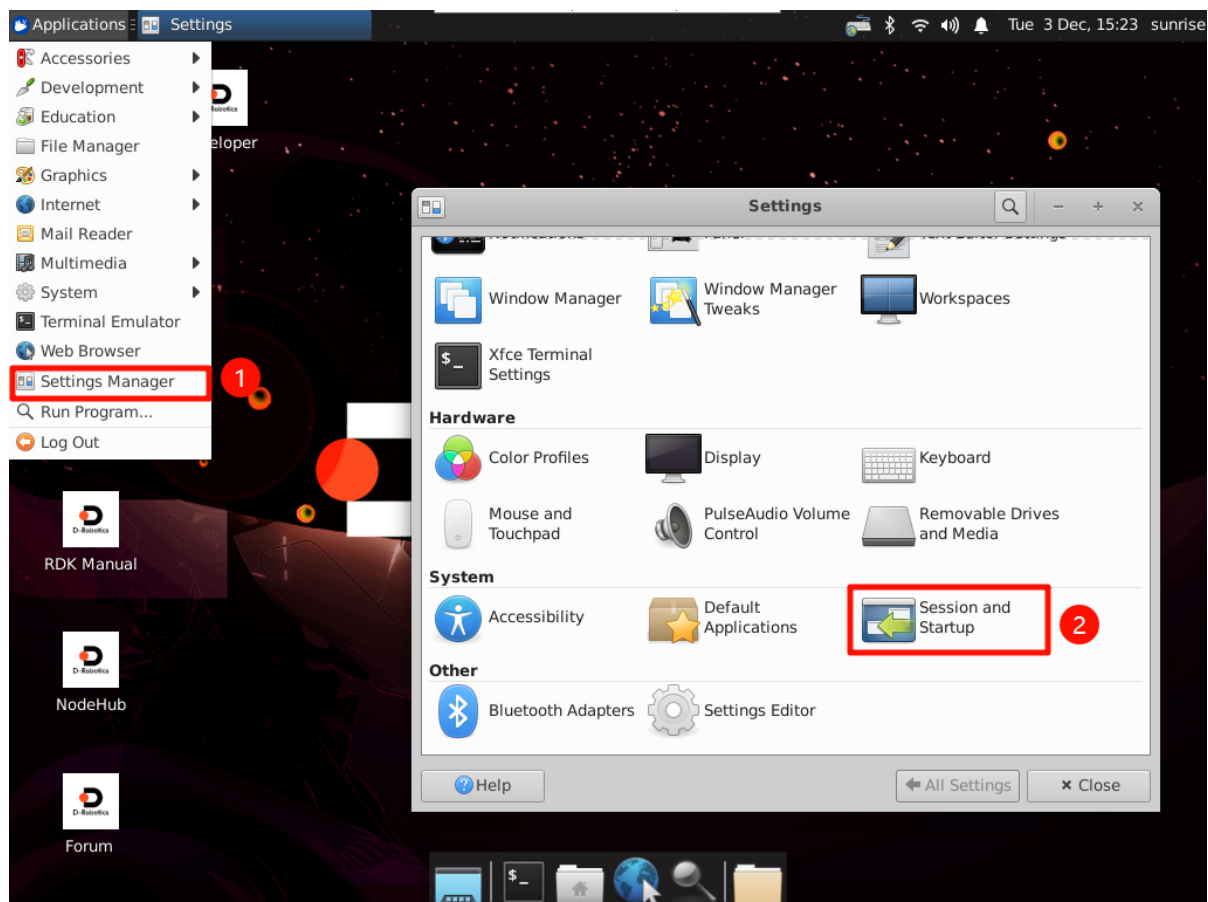 Applications
Settings
Tue 3 Dec, 15:23 sunrise
Accessories
Development
Education
File Manager
Graphics
Internet
Mail Reader
Multimedia
System
Terminal Emulator
Web Browser
Settings Manager
1
Run Program...
Log Out
D-Robotics
eloper
D-Robotics
RDK Manual
D-Robotics
NodeHub
D-Robotics
Forum
Settings
Window Manager
Window Manager
Tweaks
Workspaces
$_
Xfce Terminal
Settings
Hardware
Color Profiles
Display
Keyboard
Mouse and
Touchpad
PulseAudio Volume
Control
Removable Drives
and Media
System
Accessibility
Default
Applications
Session and
Startup
2
Other
Bluetooth Adapters
Settings Editor
Help
All Settings
Close
$_